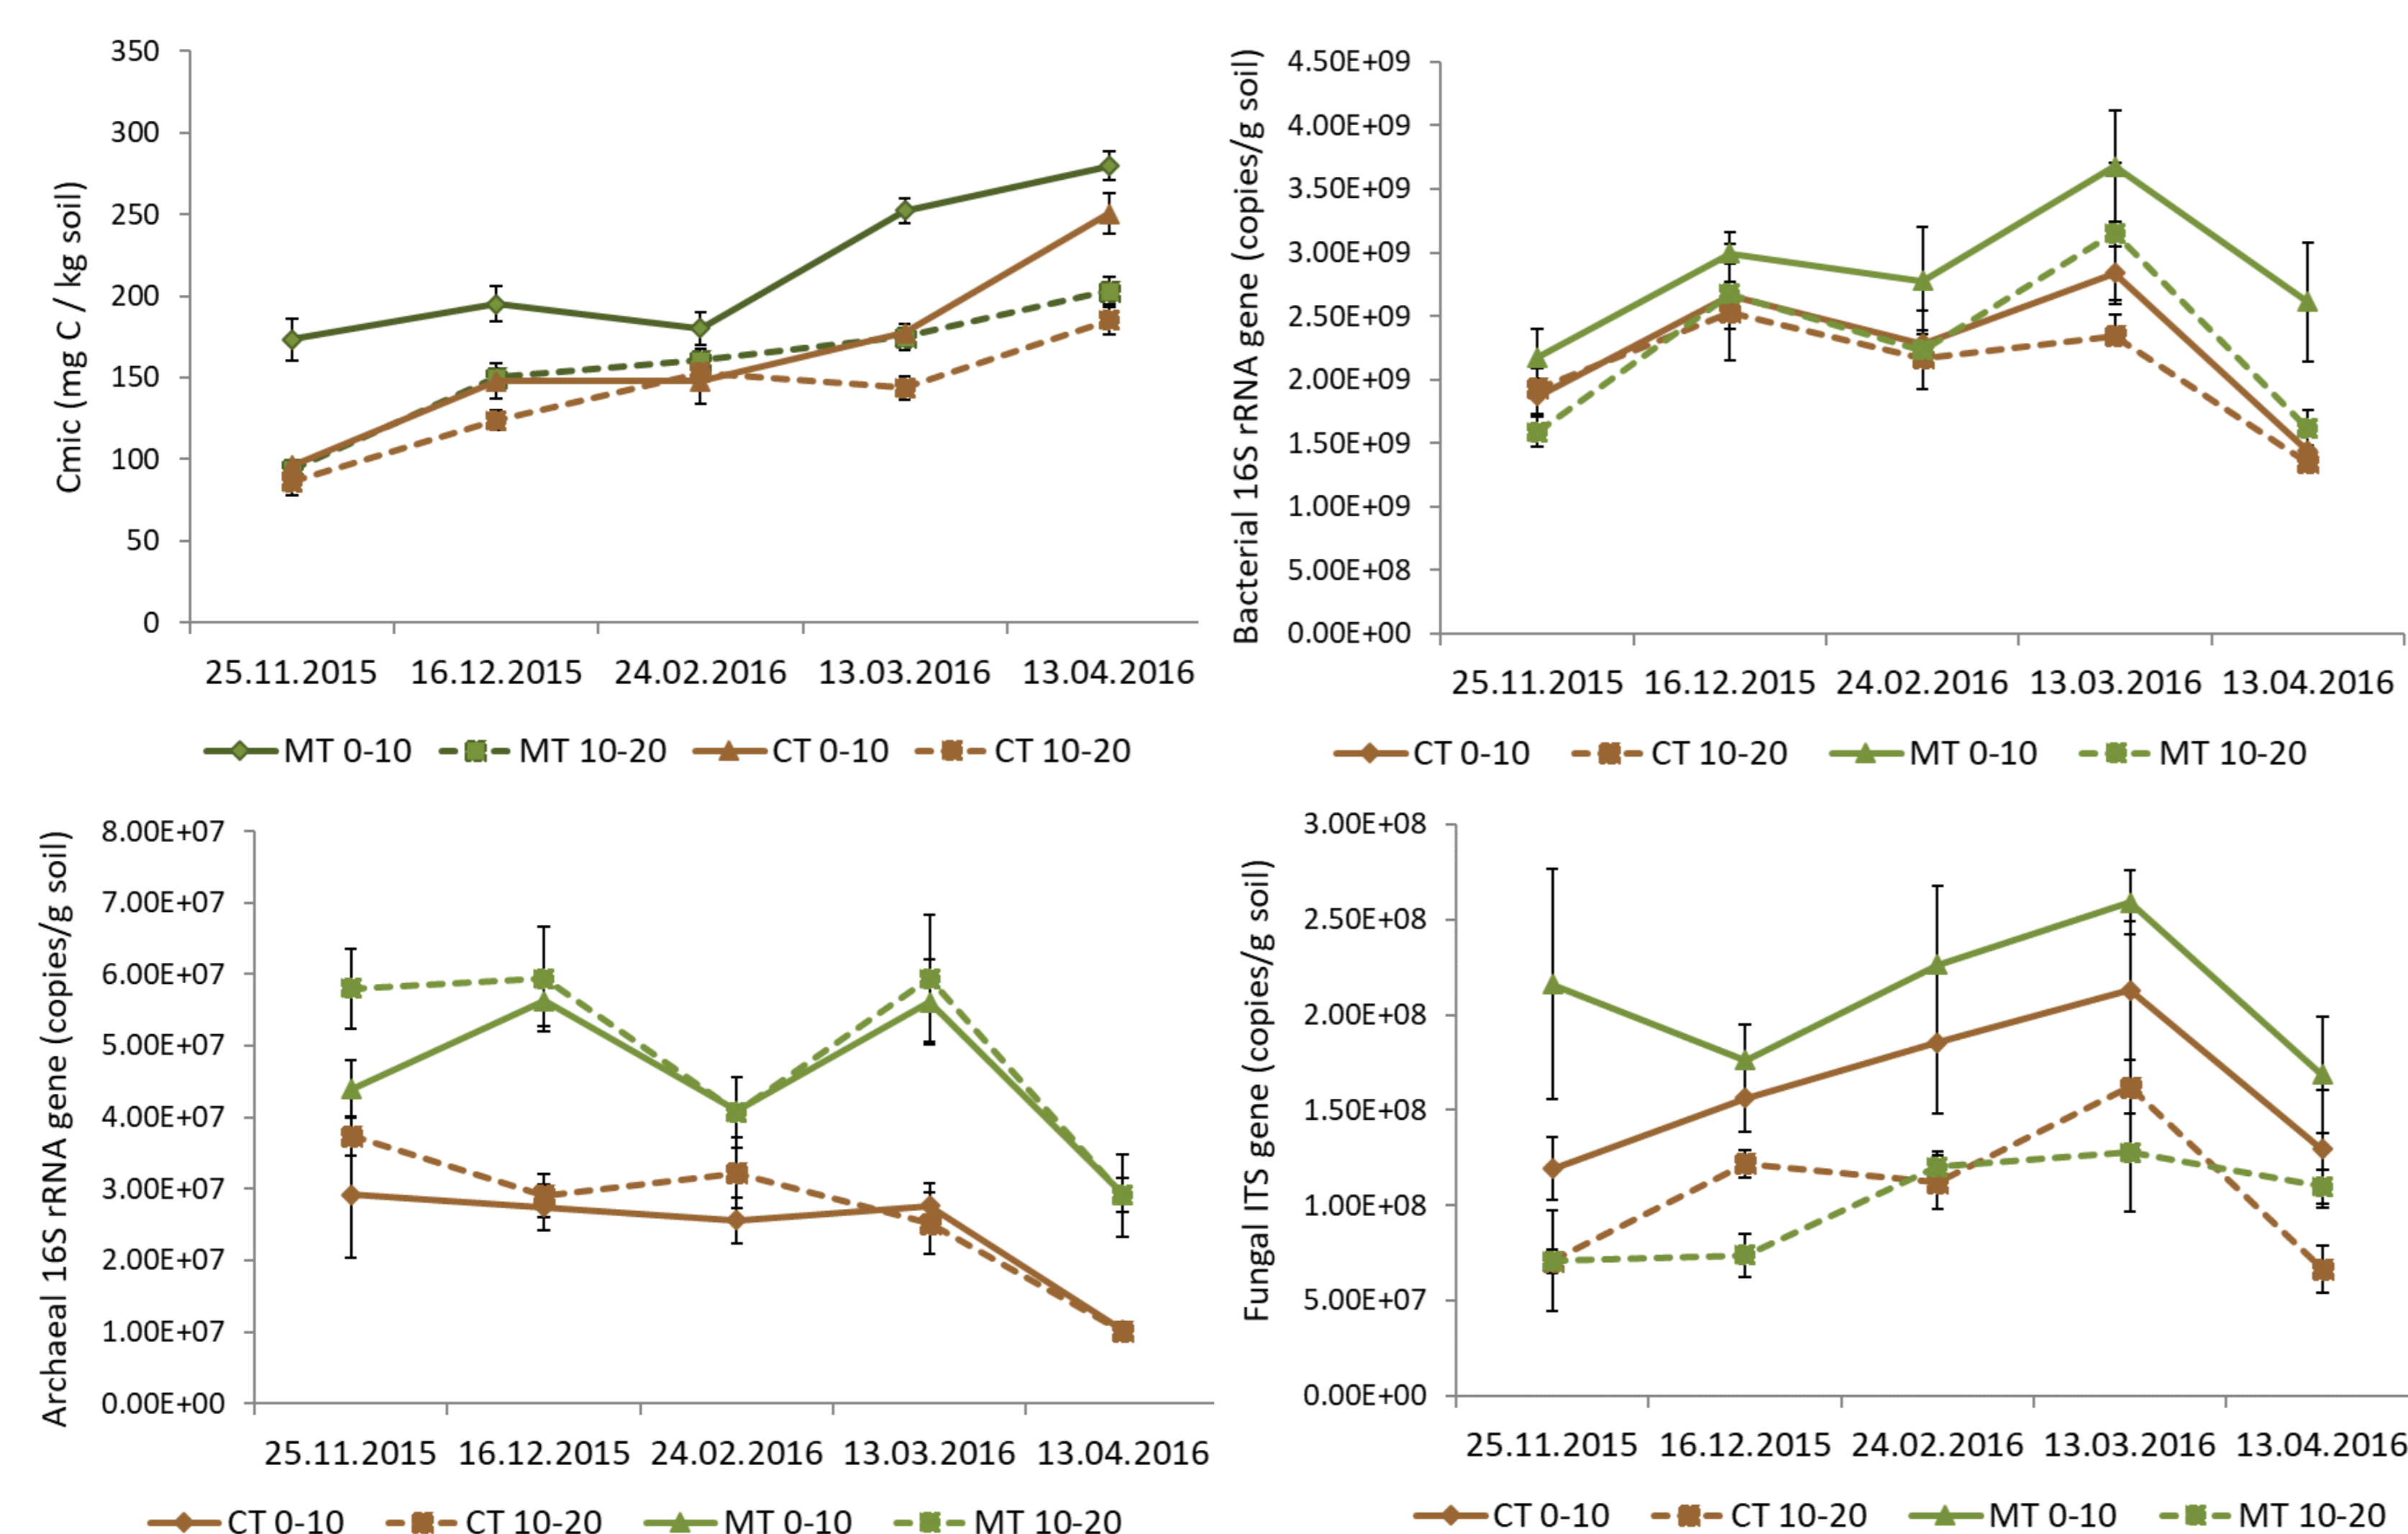 Cmic (mg C / kg soil)
350
300
250
200
150
100
50
0
25.11.2015 16.12.2015 24.02.2016 13.03.2016 13.04.2016
MT 0-10 MT 10-20 CT 0-10 CT 10-20
Bacterial 16S rRNA gene (copies/g soil)
4.50E+09
4.00E+09
3.50E+09
3.00E+09
2.50E+09
2.00E+09
1.50E+09
1.00E+09
5.00E+08
0.00E+00
25.11.2015 16.12.2015 24.02.2016 13.03.2016 13.04.2016
CT 0-10 CT 10-20 MT 0-10 MT 10-20
Archaeal 16S rRNA gene (copies/g soil)
8.00E+07
7.00E+07
6.00E+07
5.00E+07
4.00E+07
3.00E+07
2.00E+07
1.00E+07
0.00E+00
25.11.2015 16.12.2015 24.02.2016 13.03.2016 13.04.2016
CT 0-10 CT 10-20 MT 0-10 MT 10-20
Fungal ITS gene (copies/g soil)
3.00E+08
2.50E+08
2.00E+08
1.50E+08
1.00E+08
5.00E+07
0.00E+00
25.11.2015 16.12.2015 24.02.2016 13.03.2016 13.04.2016
CT 0-10 CT 10-20 MT 0-10 MT 10-20